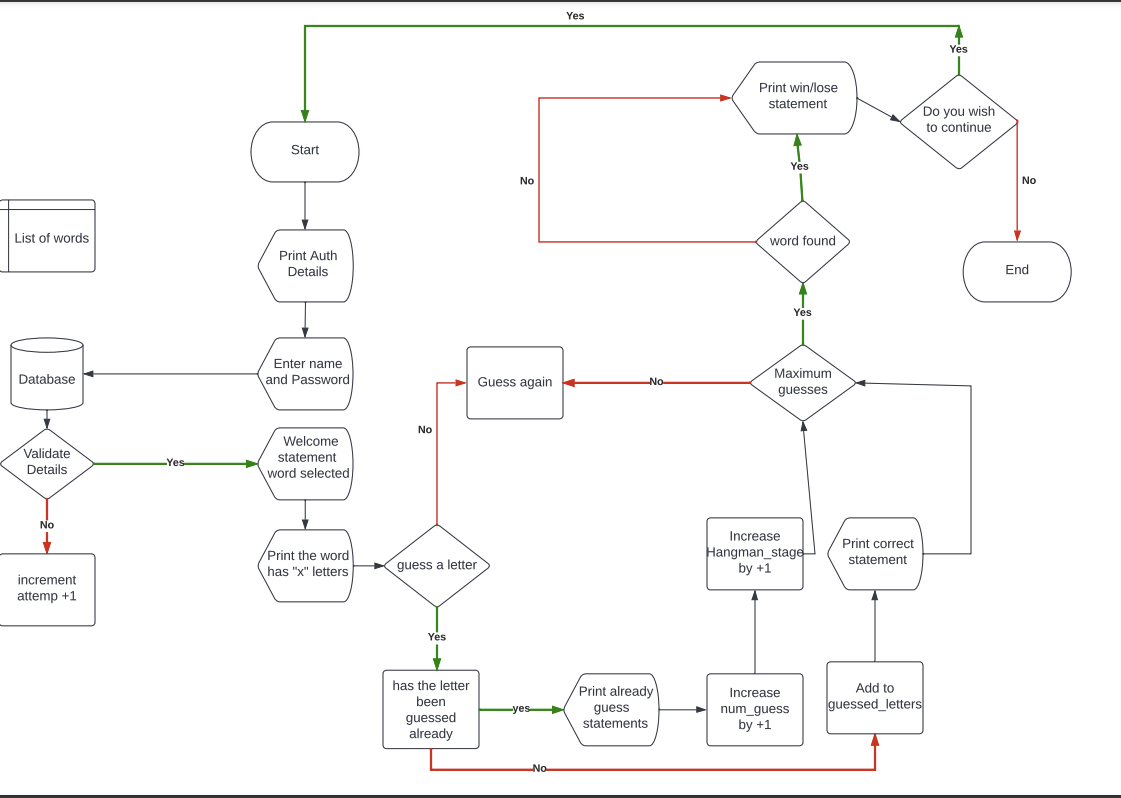 Yes
Yes
Print win/lose
statement
Do you wish
to continue
Start
Yes
No
No
List of words
Print Auth
Details
word found
End
Yes
Enter name
and Password
Database
Guess again
No
Maximum
guesses
No
Welcome
statement
word selected
Validate
Details
Yes
No
Print the word
has "x" letters
guess a letter
Increase
Hangman_stage
by +1
Print correct
statement
increment
attemp +1
Yes
has the letter
been
guessed
already
yes
Print already
guess
statements
Increase
num_guess
by +1
Add to
guessed_letters
No